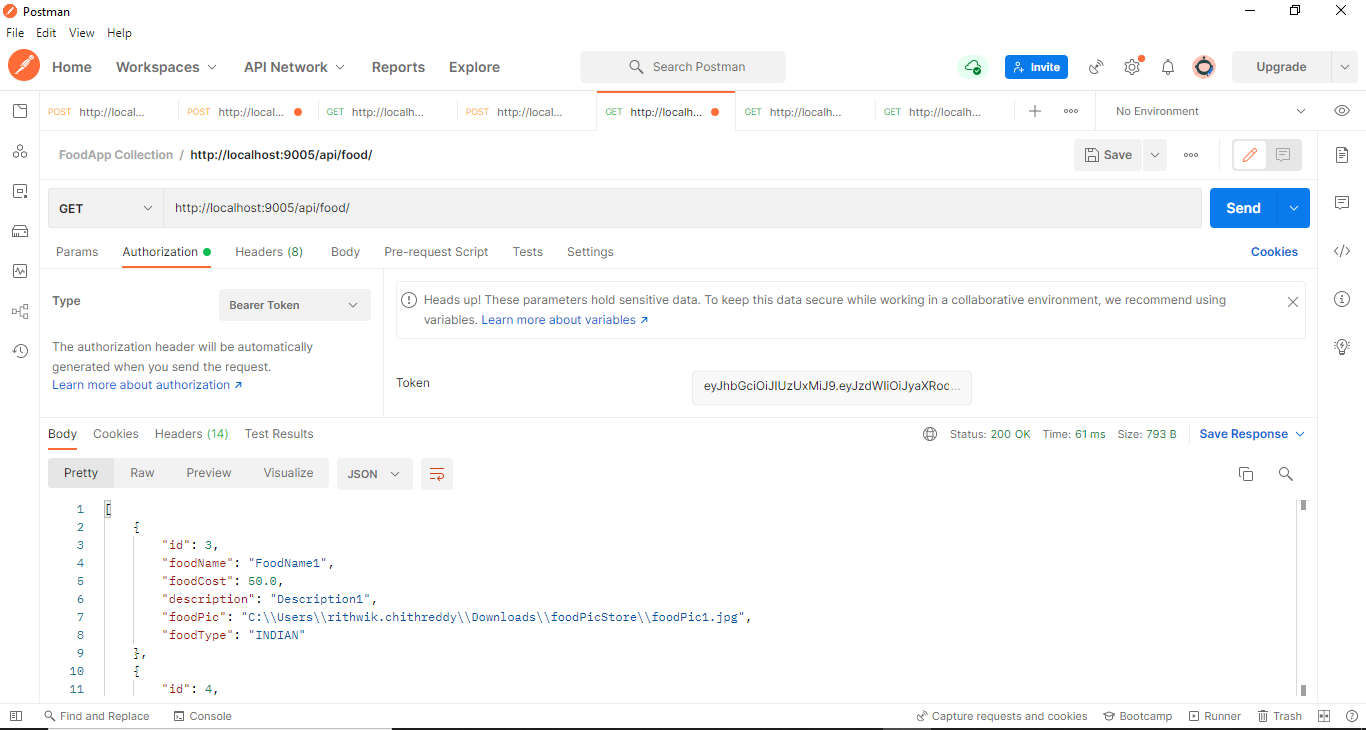 Postman
File Edit View Help
Home Workspaces API Network Reports Explore Search Postman Invite Upgrade
POST http://local... POST http://local... GET http://localh... POST http://local... GET http://localh... GET http://localh... GET http://localh... No Environment
FoodApp Collection / http://localhost:9005/api/food/ Save
GET http://localhost:9005/api/food/ Send
Params Authorization Headers (8) Body Pre-request Script Tests Settings Cookies
Type Bearer Token
Heads up! These parameters hold sensitive data. To keep this data secure while working in a collaborative environment, we recommend using
variables. Learn more about variables ↗
The authorization header will be automatically
generated when you send the request.
Learn more about authorization ↗
Token eyJhbGciOiJIUzUxMiJ9.eyJzdWIiOiJyaXRod...
Body Cookies Headers (14) Test Results Status: 200 OK Time: 61 ms Size: 793 B Save Response
Pretty Raw Preview Visualize JSON
1 [
2 {
3 "id": 3,
4 "foodName": "FoodName1",
5 "foodCost": 50.0,
6 "description": "Description1",
7 "foodPic": "C:\\Users\\rithwik.chithreddy\\Downloads\\foodPicStore\\foodPic1.jpg",
8 "foodType": "INDIAN"
9 },
10 {
11 "id": 4,
Find and Replace Console Capture requests and cookies Bootcamp Runner Trash